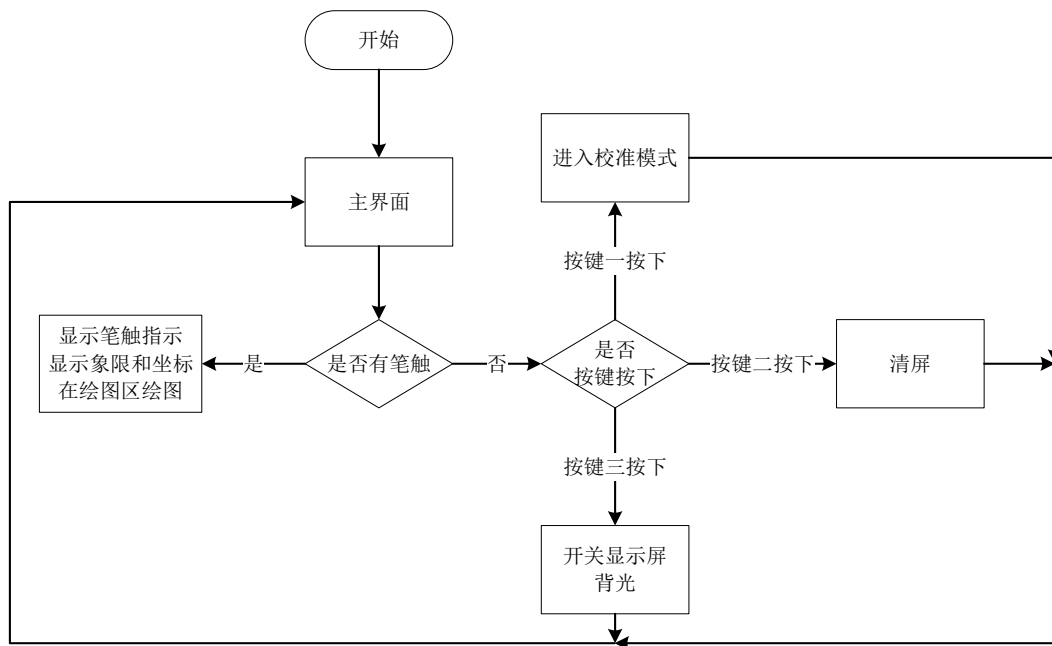 开始
主界面
是否有笔触
是
显示笔触指示
显示象限和坐标
在绘图区绘图
否
是否
按键按下
按键一按下
进入校准模式
按键二按下
清屏
按键三按下
开关显示屏
背光